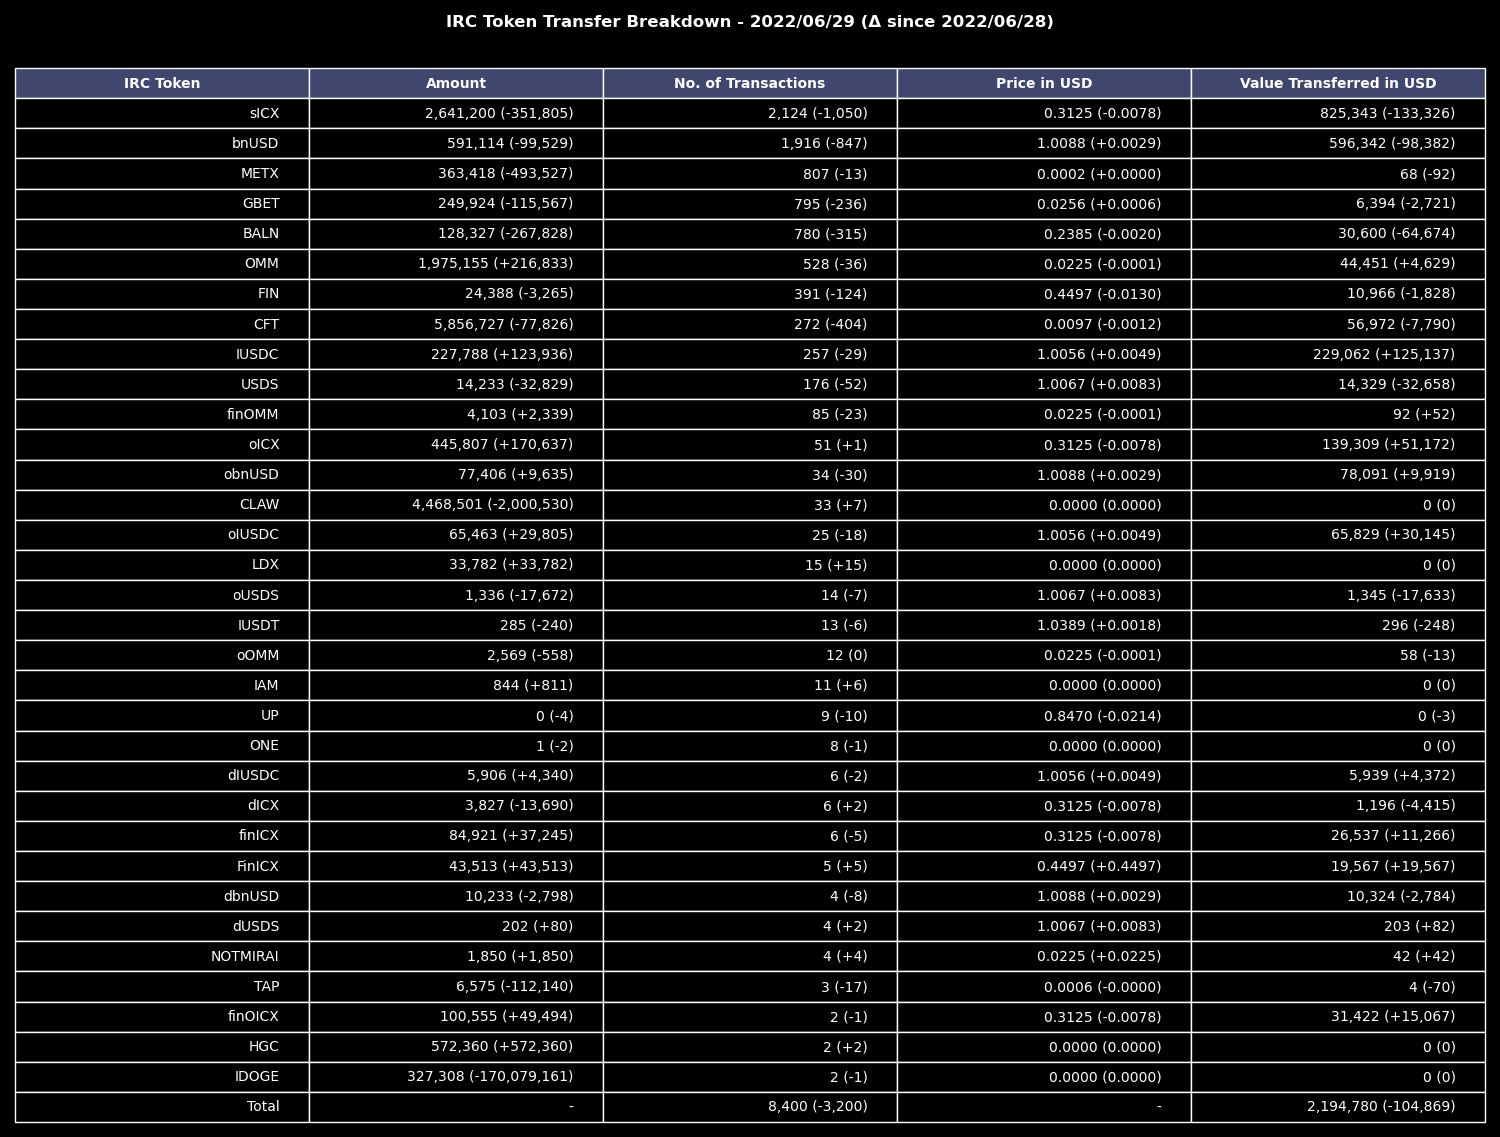 IRC Token Transfer Breakdown - 2022/06/29 (Δ since 2022/06/28)
IRC Token Amount No. of Transactions Price in USD Value Transferred in USD
sICX 2,641,200 (-351,805) 2,124 (-1,050) 0.3125 (-0.0078) 825,343 (-133,326)
bnUSD 591,114 (-99,529) 1,916 (-847) 1.0088 (+0.0029) 596,342 (-98,382)
METX 363,418 (-493,527) 807 (-13) 0.0002 (+0.0000) 68 (-92)
GBET 249,924 (-115,567) 795 (-236) 0.0256 (+0.0006) 6,394 (-2,721)
BALN 128,327 (-267,828) 780 (-315) 0.2385 (-0.0020) 30,600 (-64,674)
OMM 1,975,155 (+216,833) 528 (-36) 0.0225 (-0.0001) 44,451 (+4,629)
FIN 24,388 (-3,265) 391 (-124) 0.4497 (-0.0130) 10,966 (-1,828)
CFT 5,856,727 (-77,826) 272 (-404) 0.0097 (-0.0012) 56,972 (-7,790)
IUSDC 227,788 (+123,936) 257 (-29) 1.0056 (+0.0049) 229,062 (+125,137)
USDS 14,233 (-32,829) 176 (-52) 1.0067 (+0.0083) 14,329 (-32,658)
finOMM 4,103 (+2,339) 85 (-23) 0.0225 (-0.0001) 92 (+52)
oICX 445,807 (+170,637) 51 (+1) 0.3125 (-0.0078) 139,309 (+51,172)
obnUSD 77,406 (+9,635) 34 (-30) 1.0088 (+0.0029) 78,091 (+9,919)
CLAW 4,468,501 (-2,000,530) 33 (+7) 0.0000 (0.0000) 0 (0)
oIUSDC 65,463 (+29,805) 25 (-18) 1.0056 (+0.0049) 65,829 (+30,145)
LDX 33,782 (+33,782) 15 (+15) 0.0000 (0.0000) 0 (0)
oUSDS 1,336 (-17,672) 14 (-7) 1.0067 (+0.0083) 1,345 (-17,633)
IUSDT 285 (-240) 13 (-6) 1.0389 (+0.0018) 296 (-248)
oOMM 2,569 (-558) 12 (0) 0.0225 (-0.0001) 58 (-13)
IAM 844 (+811) 11 (+6) 0.0000 (0.0000) 0 (0)
UP 0 (-4) 9 (-10) 0.8470 (-0.0214) 0 (-3)
ONE 1 (-2) 8 (-1) 0.0000 (0.0000) 0 (0)
dIUSDC 5,906 (+4,340) 6 (-2) 1.0056 (+0.0049) 5,939 (+4,372)
dICX 3,827 (-13,690) 6 (+2) 0.3125 (-0.0078) 1,196 (-4,415)
finICX 84,921 (+37,245) 6 (-5) 0.3125 (-0.0078) 26,537 (+11,266)
FinICX 43,513 (+43,513) 5 (+5) 0.4497 (+0.4497) 19,567 (+19,567)
dbnUSD 10,233 (-2,798) 4 (-8) 1.0088 (+0.0029) 10,324 (-2,784)
dUSDS 202 (+80) 4 (+2) 1.0067 (+0.0083) 203 (+82)
NOTMIRAI 1,850 (+1,850) 4 (+4) 0.0225 (+0.0225) 42 (+42)
TAP 6,575 (-112,140) 3 (-17) 0.0006 (-0.0000) 4 (-70)
finOICX 100,555 (+49,494) 2 (-1) 0.3125 (-0.0078) 31,422 (+15,067)
HGC 572,360 (+572,360) 2 (+2) 0.0000 (0.0000) 0 (0)
IDOGE 327,308 (-170,079,161) 2 (-1) 0.0000 (0.0000) 0 (0)
Total - 8,400 (-3,200) - 2,194,780 (-104,869)